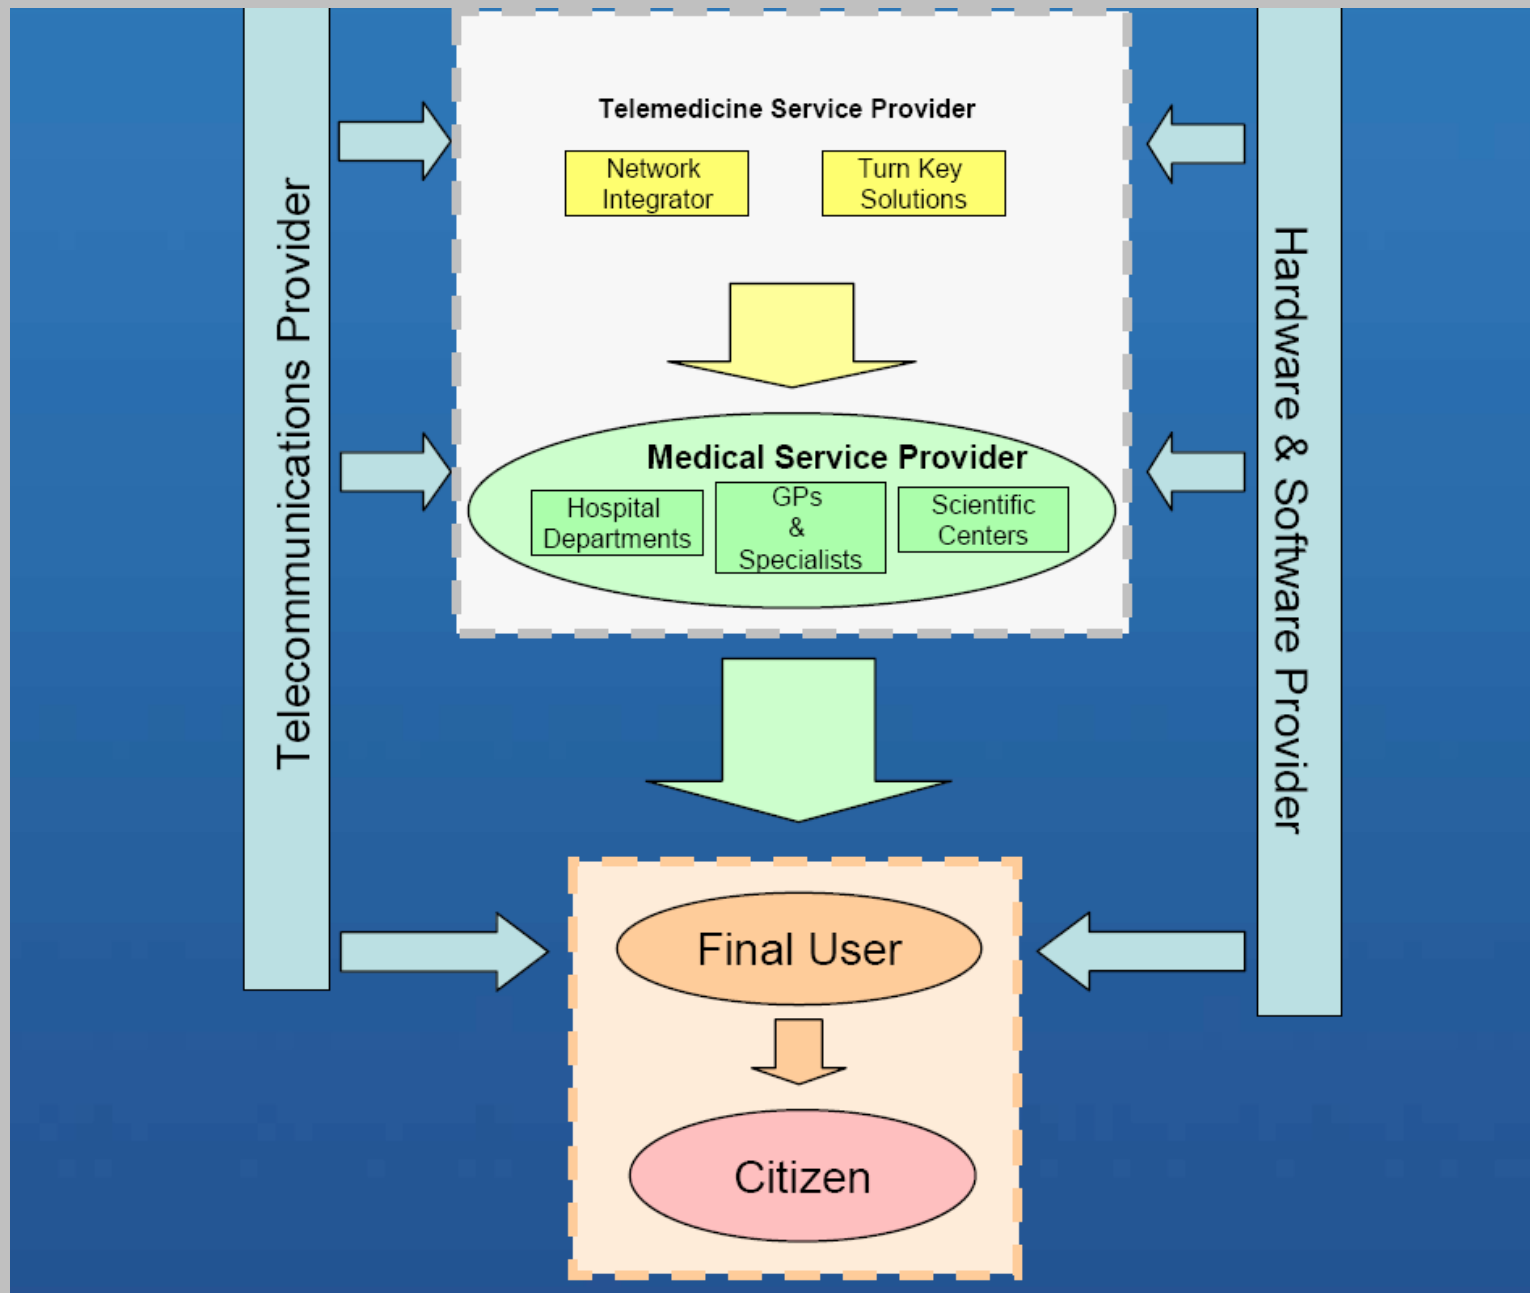 Telecommunications Provider
Telemedicine Service Provider
Network
Integrator
Turn Key
Solutions
Medical Service Provider
Hospital
Departments
GPs
&
Specialists
Scientific
Centers
Hardware & Software Provider
Final User
Citizen